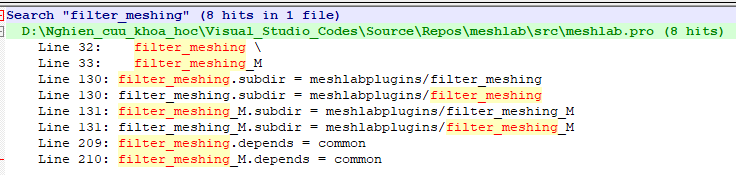 Search "filter_meshing" (8 hits in 1 file)
D:\Nghien_cuu_khoa_hoc\Visual_Studio_Codes\Source\Repos\meshlab\src\meshlab.pro (8 hits)
Line 32: filter_meshing \
Line 33: filter_meshing_M
Line 130: filter_meshing.subdir = meshlabplugins/filter_meshing
Line 130: filter_meshing.subdir = meshlabplugins/filter_meshing
Line 131: filter_meshing_M.subdir = meshlabplugins/filter_meshing_M
Line 131: filter_meshing_M.subdir = meshlabplugins/filter_meshing_M
Line 209: filter_meshing.depends = common
Line 210: filter_meshing_M.depends = common